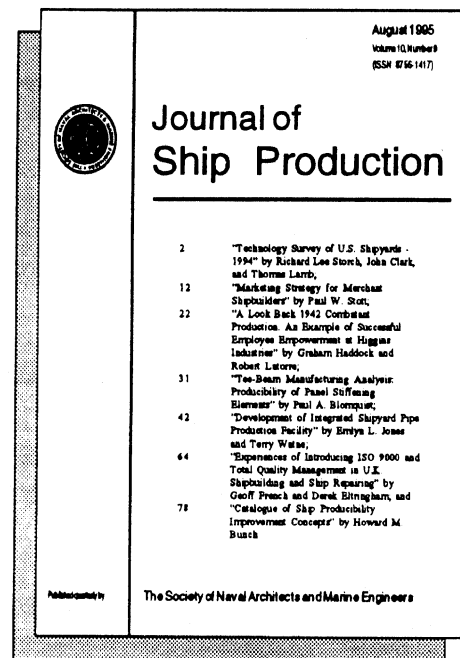 August 1995
Volume 10, Number 8
(ISSN 8756-1417)
Journal of
Ship Production
2 "Technology Survey of U.S. Shipyards -
1994" by Richard Lee Storch, John Clark,
and Thomas Lamb,
12 "Marketing Strategy for Merchant
Shipbuilders" by Paul W. Stott;
22 "A Look Back 1942 Combatant
Production. An Example of Successful
Employee Empowerment at Higgins
Industries" by Graham Haddock and
Robert Latorre;
31 "Tee-Beam Manufacturing Analysis:
Producibility of Panel Stiffening
Elements" by Paul A. Blomquist;
42 "Development of Integrated Shipyard Pipe
Production Facility" by Emlyn L. Jones
and Terry
64 "Experiences of Introducing ISO 9000 and
Total Quality Management in U.K.
Shipbuilding and Ship Repairing" by
Geoff French and Derek Eltringham, and
78 "Catalogue of Ship Producibility
Improvement Concepts" by Howard M
Bunch
Published quarterly by
The Society of Naval Architects and Marine Engineers